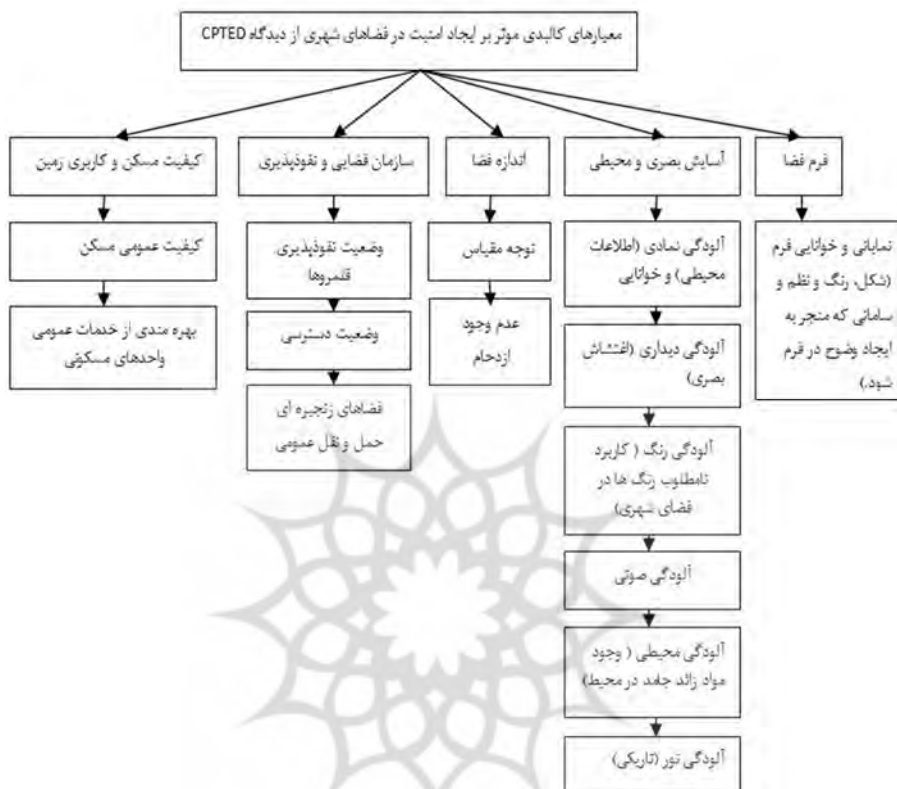 معیارهای کالبدی موثر بر ایجاد امنیت در فضاهای شهری از دیدگاه CPTED
فرم فضا
نمایانی و خوانایی فرم
(شکل، رنگ و نظم و
سامانی که منجر به
ایجاد وضوح در فرم
شود.)
آسایش بصری و محیطی
آلودگی نمادی (اطلاعات
محیطی) و خوانایی
آلودگی دیداری (اغتشاش
بصری)
آلودگی رنگ ( کاربرد
نامطلوب رنگ ها در
فضای شهری)
آلودگی صوتی
آلودگی محیطی ( وجود
مواد زائد جامد در محیط)
آلودگی نور (تاریکی)
اندازه فضا
توجه مقیاس
عدم وجود
ازدحام
سازمان فضایی و نفوذپذیری
وضعیت نفوذپذیری
قلمروها
وضعیت دسترسی
فضاهای زنجیره ای
حمل و نقل عمومی
کیفیت مسکن و کاربری زمین
کیفیت عمومی مسکن
بهره مندی از خدمات عمومی
واحدهای مسکونی